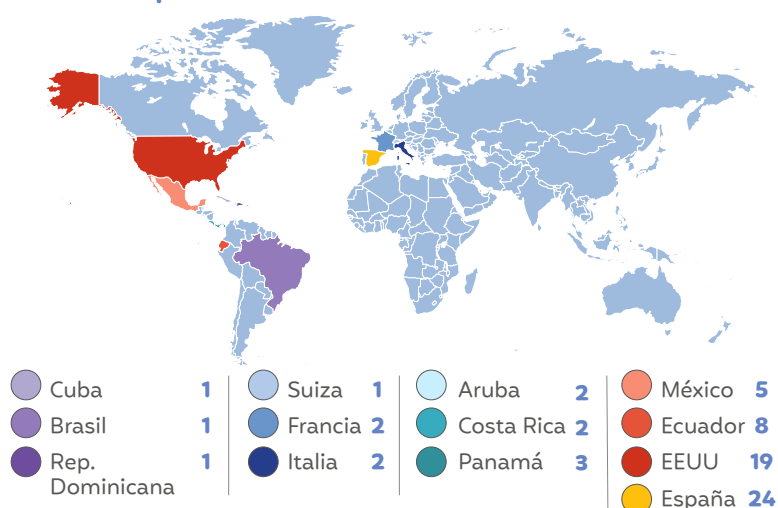 Cuba 1
Brasil 1
Rep. 1
Dominicana
Suiza 1
Francia 2
Italia 2
Aruba 2
Costa Rica 2
Panamá 3
México 5
Ecuador 8
EEUU 19
España 24